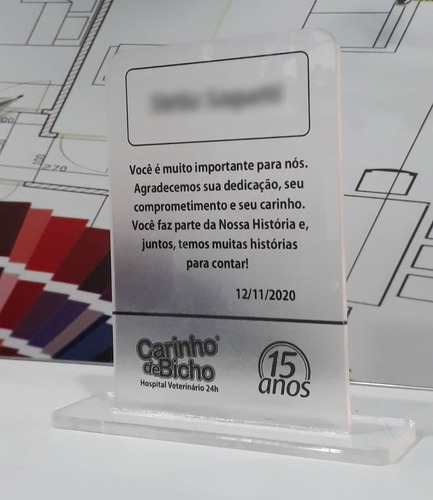 Você é muito importante para nós.
Agradecemos sua dedicação, seu
comprometimento e seu carinho.
Você faz parte da Nossa História e,
juntos, temos muitas histórias
para contar!
12/11/2020
Carinho
de Bicho
Hospital Veterinário 24h
15
anos
270